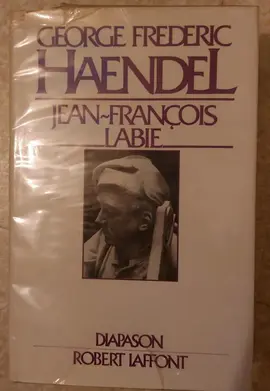 GEORGE FREDERIC
HAENDEL
JEAN-FRANÇOIS
LABIE
DIAPASON
ROBERT LAFFONT